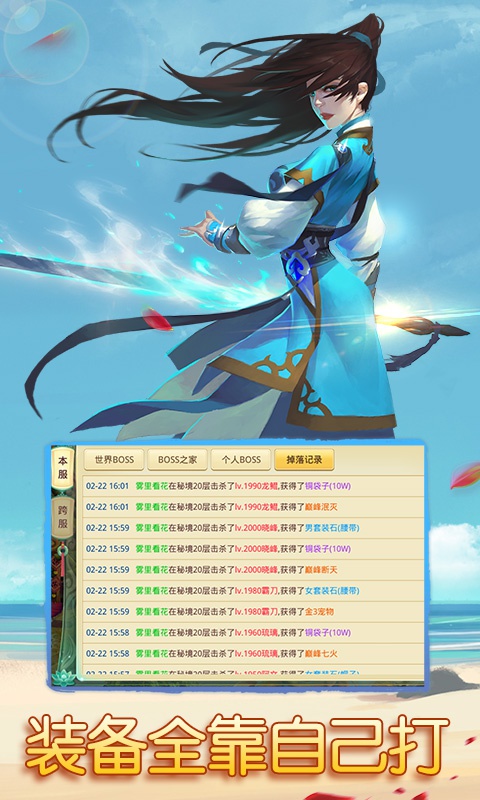 本服
跨服
世界BOSS BOSS之家 个人BOSS 掉落记录
02-22 16:01 雾里看花在秘境20层击杀了lv.1990龙鲲,获得了铜袋子(10W)
02-22 16:01 雾里看花在秘境20层击杀了lv.1990龙鲲,获得了巅峰泯灭
02-22 15:59 雾里看花在秘境20层击杀了lv.2000晓峰,获得了男套装石(腰带)
02-22 15:59 雾里看花在秘境20层击杀了lv.2000晓峰,获得了铜袋子(10W)
02-22 15:59 雾里看花在秘境20层击杀了lv.2000晓峰,获得了巅峰断天
02-22 15:59 雾里看花在秘境20层击杀了lv.1980霸刀,获得了女套装石(腰带)
02-22 15:59 雾里看花在秘境20层击杀了lv.1980霸刀,获得了金3宠物
02-22 15:58 雾里看花在秘境20层击杀了lv.1960琉璃,获得了铜袋子(10W)
02-22 15:58 雾里看花在秘境20层击杀了lv.1960琉璃,获得了巅峰七火
02-22 15:57 雾里看花在秘境20层击杀了
装备全靠自己打